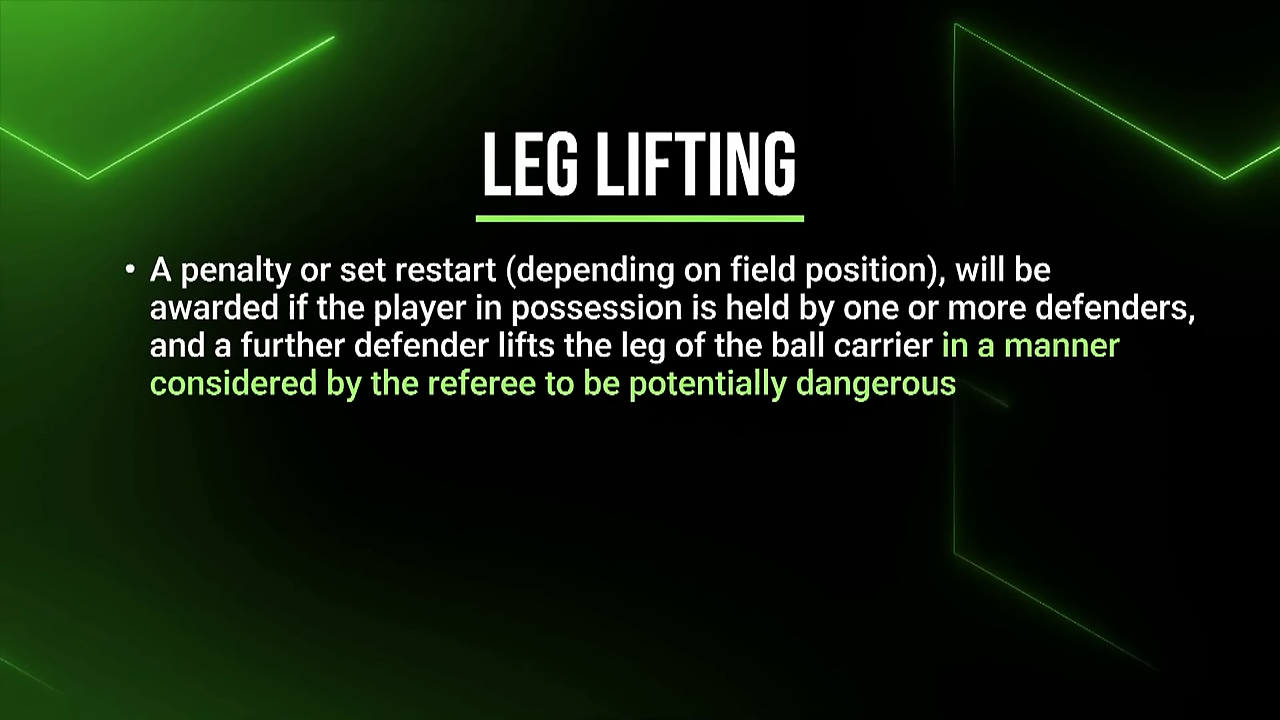 LEG LIFTING
• A penalty or set restart (depending on field position), will be
awarded if the player in possession is held by one or more defenders,
and a further defender lifts the leg of the ball carrier in a manner
considered by the referee to be potentially dangerous